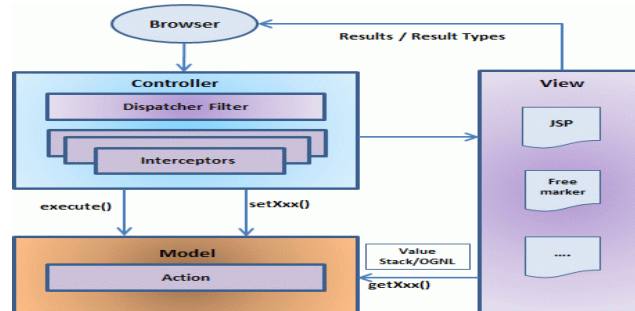 Browser
Results / Result Types
Controller
View
Dispatcher Filter
JSP
Interceptors
Free
marker
execute()
setXxx()
Model
Value
Stack/OGNL
....
Action
getXxx()